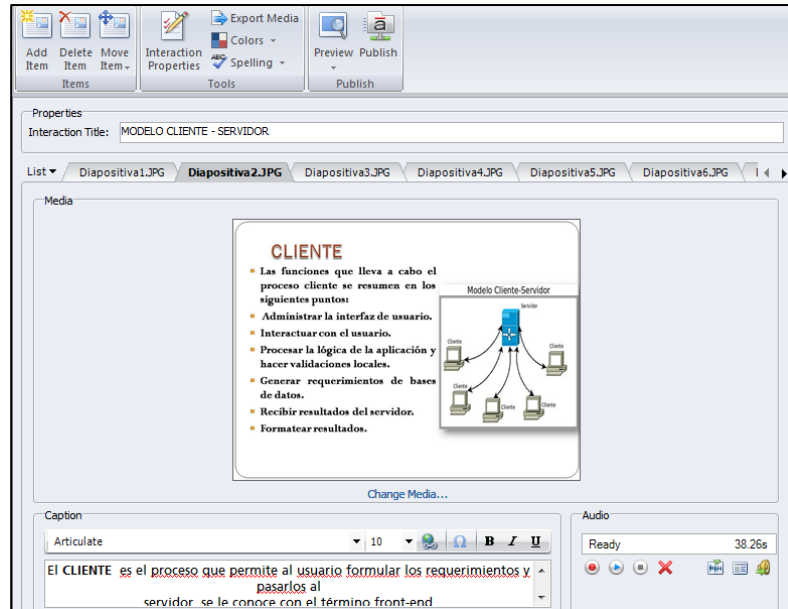 Add Item
Delete Item
Move Item
Items
Interaction Properties
Export Media
Colors
Spelling
Tools
Preview
Publish
Publish
Properties
Interaction Title: MODELO CLIENTE - SERVIDOR
List
Diapositiva1.JPG
Diapositiva2.JPG
Diapositiva3.JPG
Diapositiva4.JPG
Diapositiva5.JPG
Diapositiva6.JPG
Media
CLIENTE
Las funciones que lleva a cabo el
proceso cliente se resumen en los
siguientes puntos:
Administrar la interfaz de usuario.
Interactuar con el usuario.
Procesar la lógica de la aplicación y
hacer validaciones locales.
Generar requerimientos de bases
de datos.
Recibir resultados del servidor.
Formatear resultados.
Modelo Cliente-Servidor
Servidor
Cliente
Cliente
Cliente
Cliente
Cliente
Change Media...
Caption
Articulate 10 B I U
El CLIENTE es el proceso que permite al usuario formular los requerimientos y
pasarlos al
servidor, se le conoce con el término front-end
Audio
Ready 38.26s